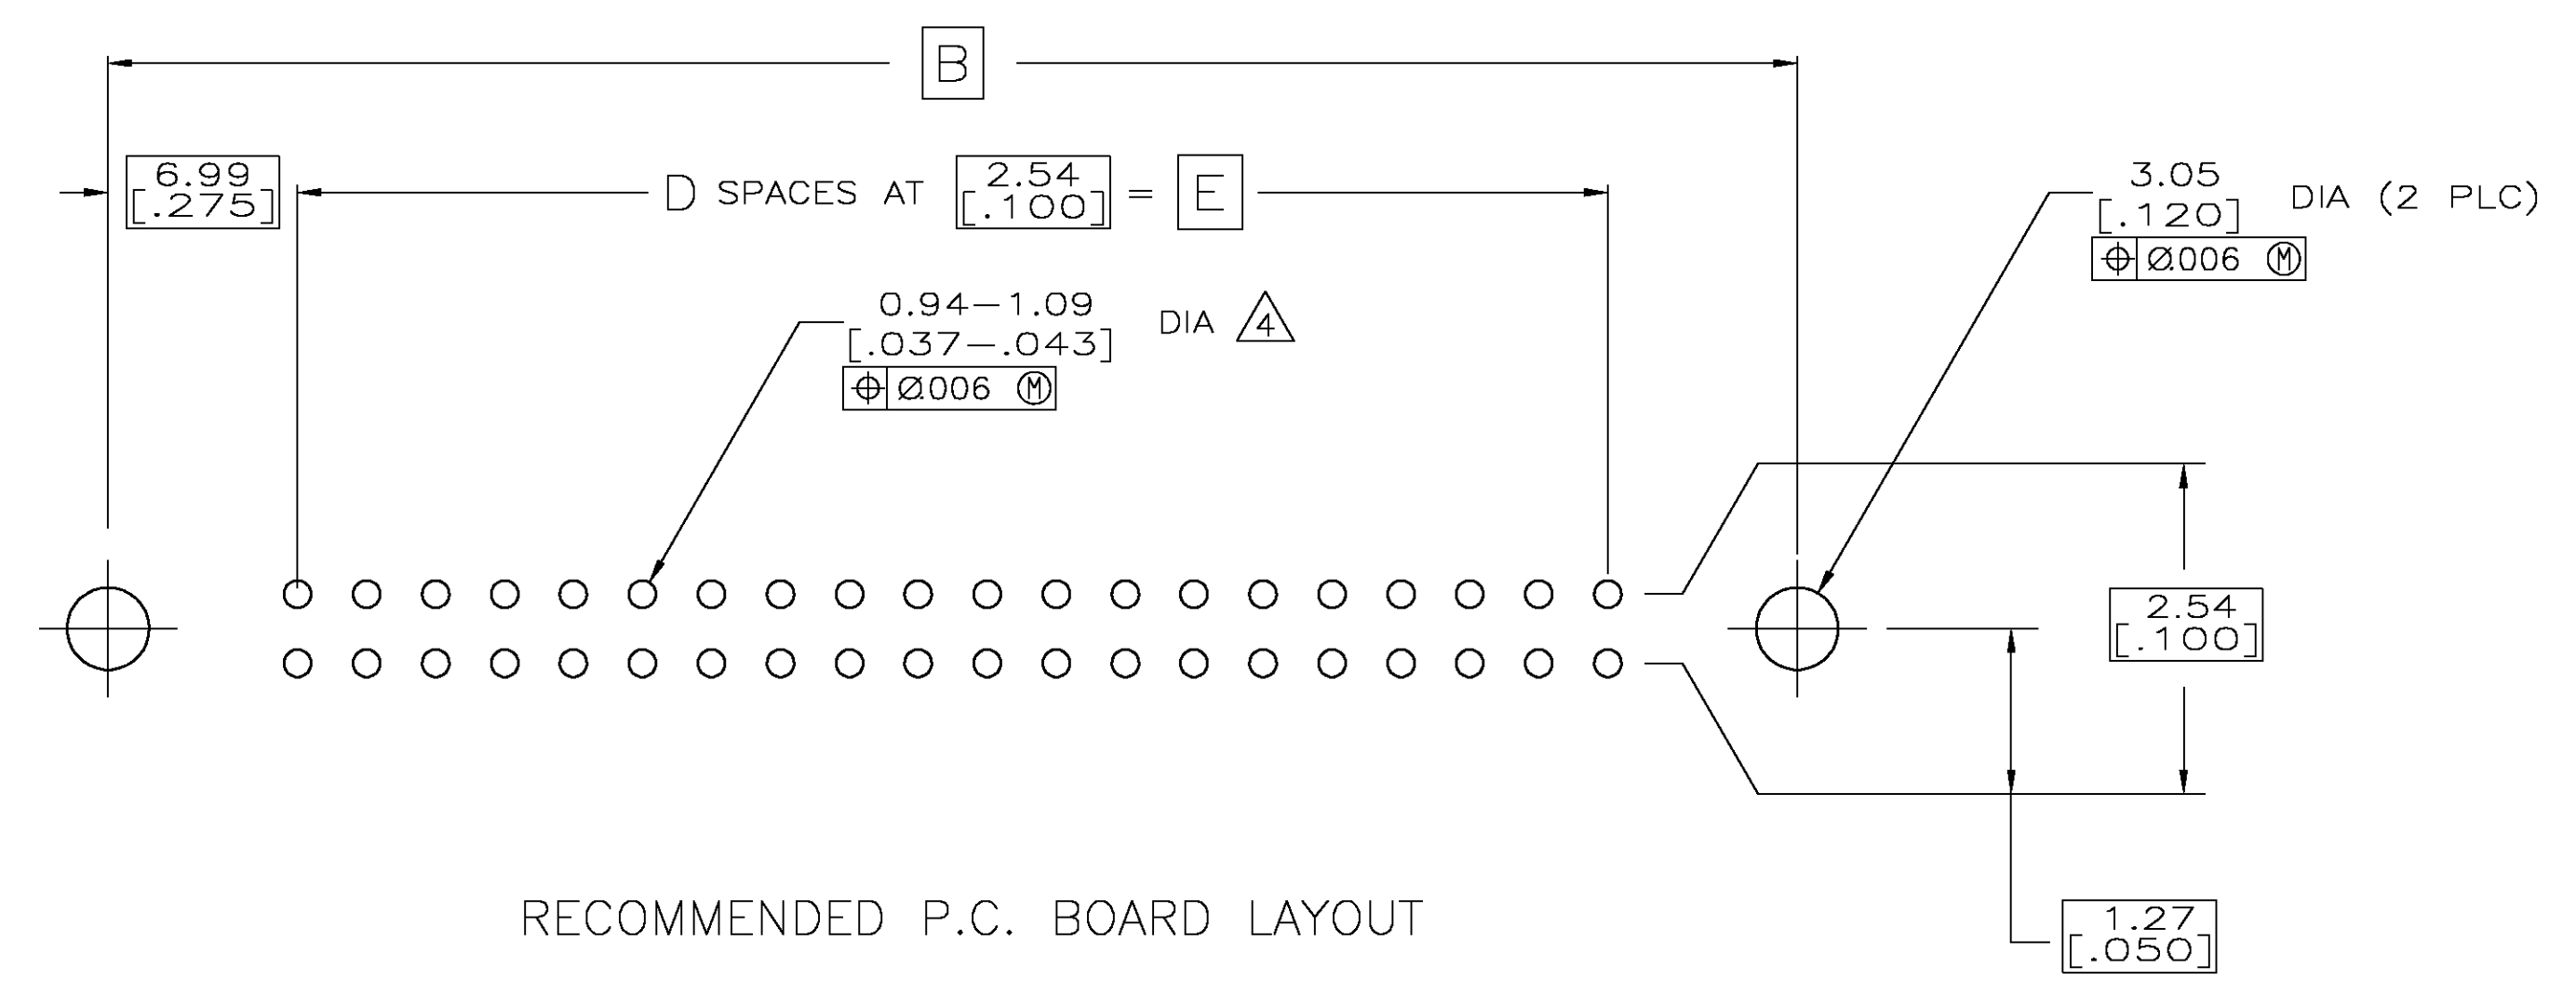 B
6.99
[.275]
D SPACES AT 2.54 [.100] = E
3.05
[.120] DIA (2 PLC)
⌖ Ø.006 Ⓜ
0.94–1.09
[.037–.043] DIA 4
⌖ Ø.006 Ⓜ
2.54
[.100]
1.27
[.050]
RECOMMENDED P.C. BOARD LAYOUT